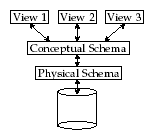 View 1 View 2 View 3
Conceptual Schema
Physical Schema